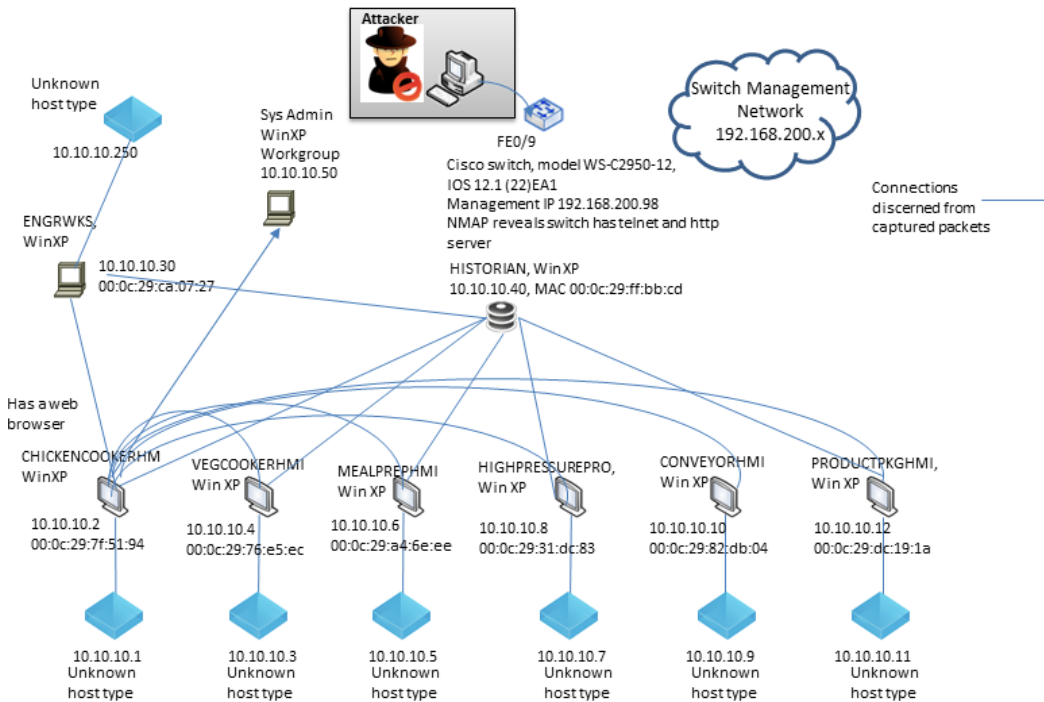 Attacker
Unknown
host type
10.10.10.250
Sys Admin
WinXP
Workgroup
10.10.10.50
FE0/9
Cisco switch, model WS-C2950-12,
IOS 12.1 (22)EA1
Management IP 192.168.200.98
NMAP reveals switch has telnet and http
server
Switch Management
Network
192.168.200.x
Connections
discerned from
captured packets
ENGRWKS,
WinXP
10.10.10.30
00:0c:29:ca:07:27
HISTORIAN, WinXP
10.10.10.40, MAC 00:0c:29:ff:bb:cd
Has a web
browser
CHICKENCOOKERHM
WinXP
10.10.10.2
00:0c:29:7f:51:94
VEGCOOKERHMI
Win XP
10.10.10.4
00:0c:29:76:e5:ec
MEALPREPHMI
Win XP
10.10.10.6
00:0c:29:a4:6e:ee
HIGHPRESSUREPRO,
Win XP
10.10.10.8
00:0c:29:31:dc:83
CONVEYORHMI
Win XP
10.10.10.10
00:0c:29:82:db:04
PRODUCTPKGHMI,
Win XP
10.10.10.12
00:0c:29:dc:19:1a
10.10.10.1
Unknown
host type
10.10.10.3
Unknown
host type
10.10.10.5
Unknown
host type
10.10.10.7
Unknown
host type
10.10.10.9
Unknown
host type
10.10.10.11
Unknown
host type